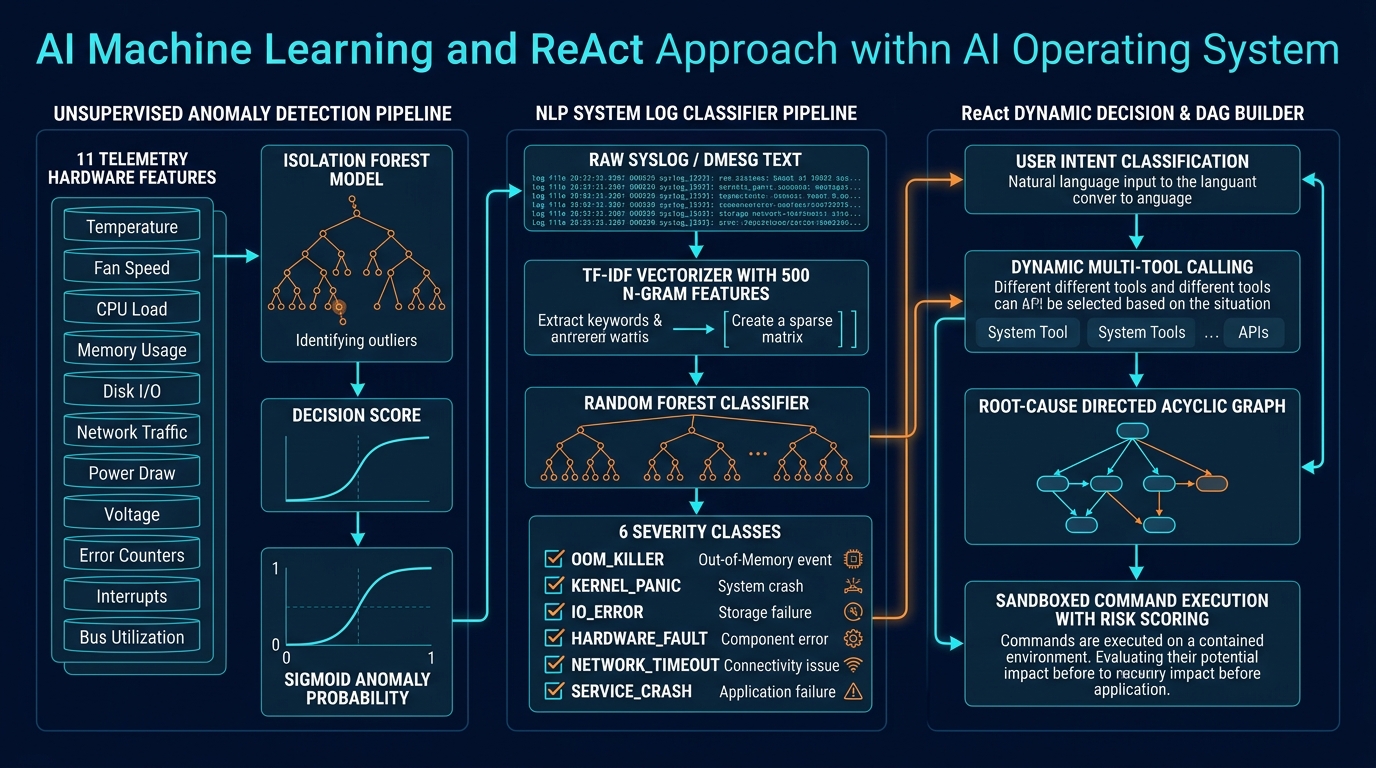 AI Machine Learning and ReAct Approach withn AI Operating System
UNSUPERVISED ANOMALY DETECTION PIPELINE
11 TELEMETRY
HARDWARE FEATURES
Temperature
Fan Speed
CPU Load
Memory Usage
Disk I/O
Network Traffic
Power Draw
Voltage
Error Counters
Interrupts
Bus Utilization
ISOLATION FOREST
MODEL
Identifying outliers
DECISION SCORE
1
0
0
1
SIGMOID ANOMALY
PROBABILITY
NLP SYSTEM LOG CLASSIFIER PIPELINE
RAW SYSLOG / DMESG TEXT
TF-IDF VECTORIZER WITH 500
N-GRAM FEATURES
Extract keywords &
[Create a sparse
matrix]
RANDOM FOREST CLASSIFIER
...
6 SEVERITY CLASSES
OOM_KILLER Out-of-Memory event
KERNEL_PANIC System crash
IO_ERROR Storage failure
HARDWARE_FAULT Component error
NETWORK_TIMEOUT Connectivity issue
SERVICE_CRASH Application failure
ReAct DYNAMIC DECISION & DAG BUILDER
USER INTENT CLASSIFICATION
Natural language input to the languant
conver to anguage
DYNAMIC MULTI-TOOL CALLING
Different different tools and different tools
can API be selected based on the situation
System Tool
System Tools
...
APIs
ROOT-CAUSE DIRECTED ACYCLIC GRAPH
SANDBOXED COMMAND EXECUTION
WITH RISK SCORING
Commands are executed on a contained
environment. Evaluating their potential
impact before to impact before
application.